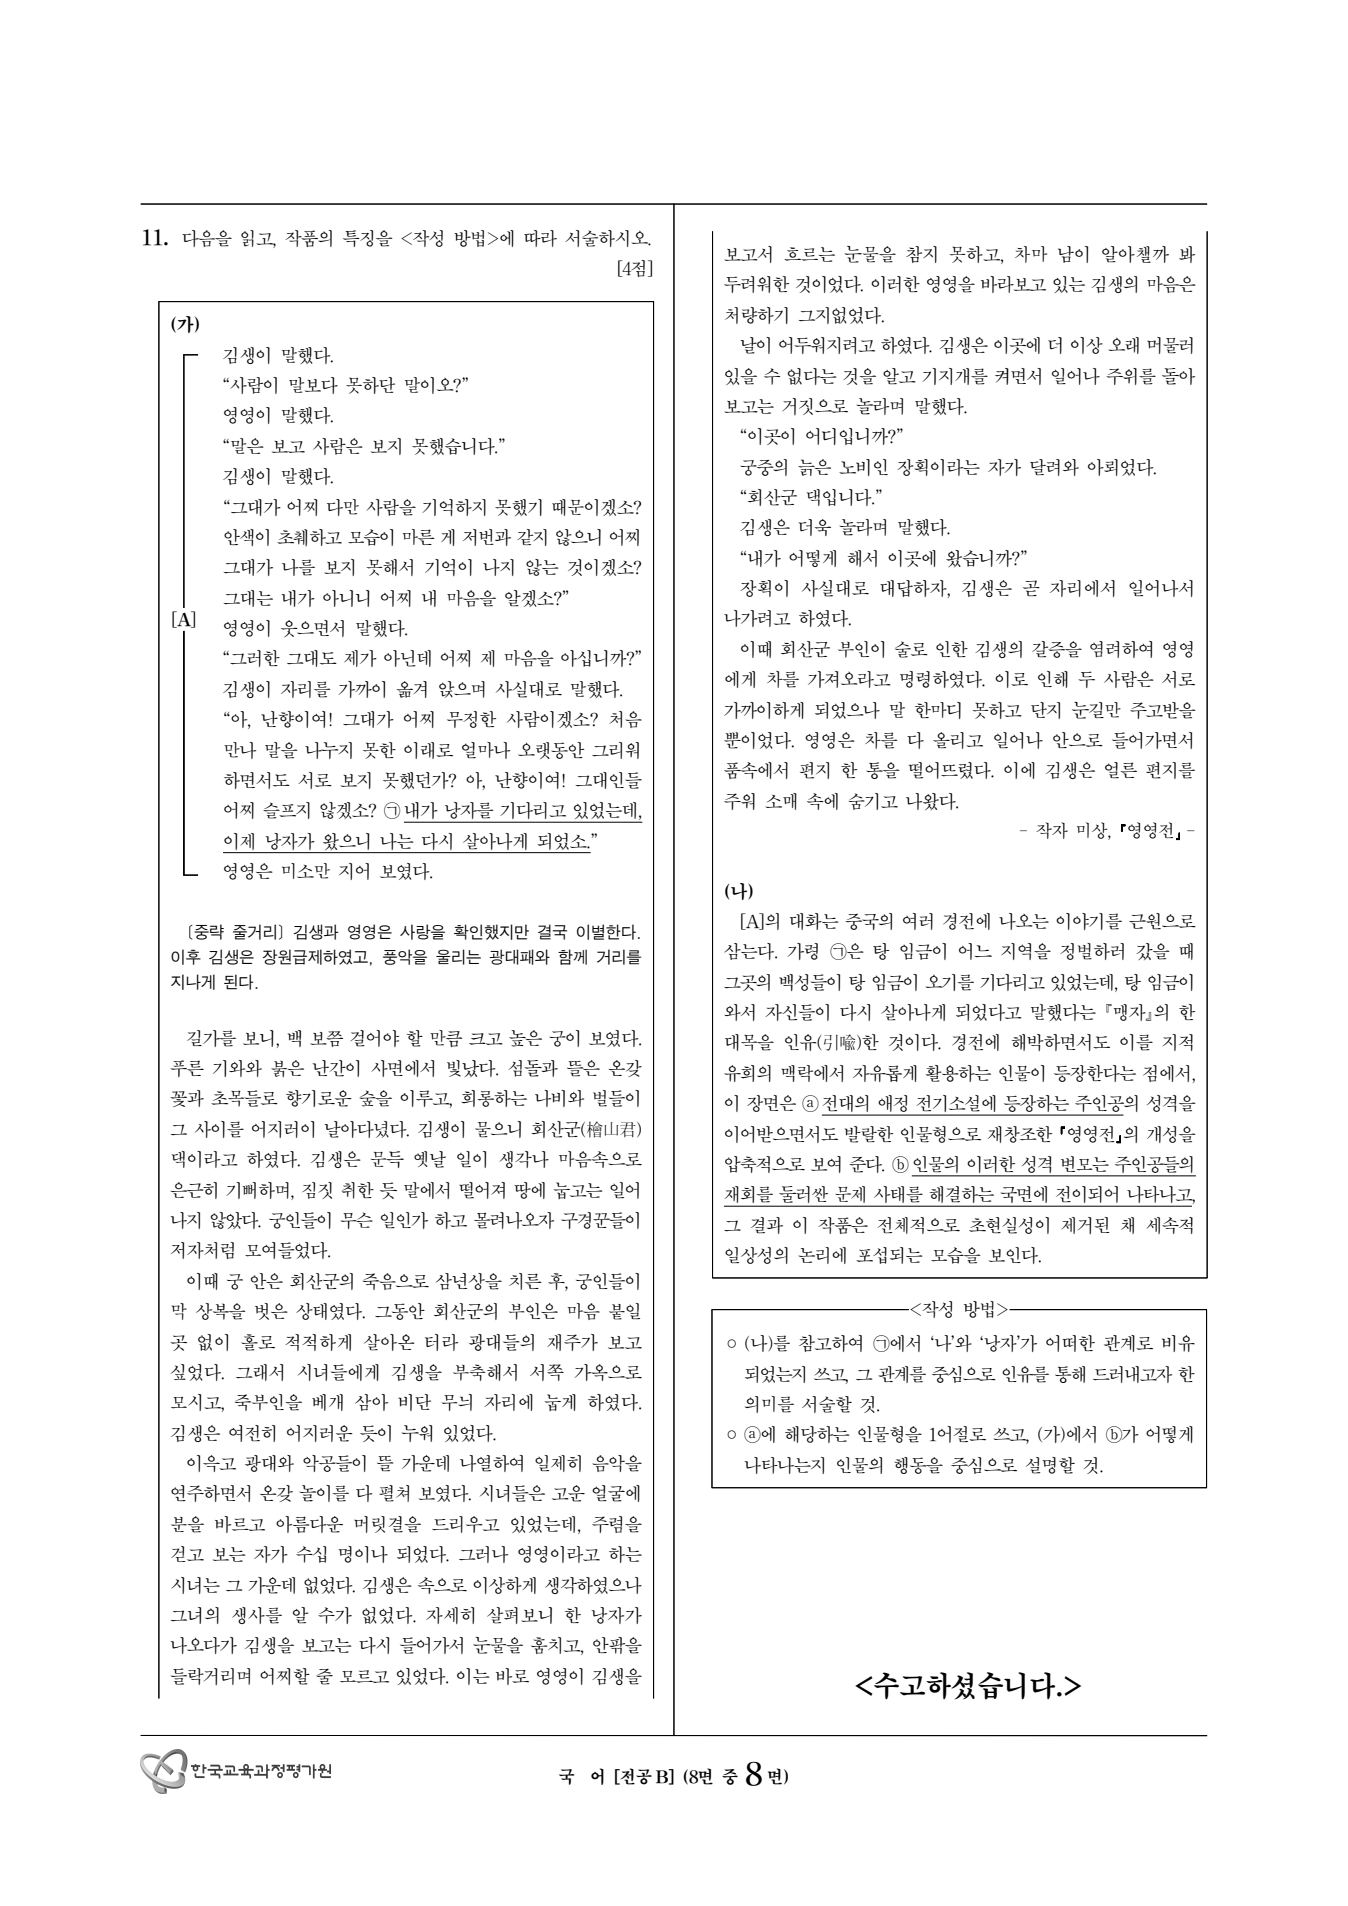 11. 다음을 읽고, 작품의 특징을 <작성 방법>에 따라 서술하시오.
[4점]
(가)
김생이 말했다.
“사람이 말보다 못하단 말이오?”
영영이 말했다.
“말은 보고 사람은 보지 못했습니다.”
김생이 말했다.
“그대가 어찌 다만 사람을 기억하지 못했기 때문이겠소?
안색이 초췌하고 모습이 마른 게 저번과 같지 않으니 어찌
그대가 나를 보지 못해서 기억이 나지 않는 것이겠소?
그대는 내가 아니니 어찌 내 마음을 알겠소?”
[A]
영영이 웃으면서 말했다.
“그러한 그대도 제가 아닌데 어찌 제 마음을 아십니까?”
김생이 자리를 가까이 옮겨 앉으며 사실대로 말했다.
“아, 난향이여! 그대가 어찌 무정한 사람이겠소? 처음
만나 말을 나누지 못한 이래로 얼마나 오랫동안 그리워
하면서도 서로 보지 못했던가? 아, 난향이여! 그대인들
어찌 슬프지 않겠소? ㉠내가 낭자를 기다리고 있었는데,
이제 낭자가 왔으니 나는 다시 살아나게 되었소.”
영영은 미소만 지어 보였다.
〔중략 줄거리〕 김생과 영영은 사랑을 확인했지만 결국 이별한다.
이후 김생은 장원급제하였고, 풍악을 울리는 광대패와 함께 거리를
지나게 된다.
길가를 보니, 백 보쯤 걸어야 할 만큼 크고 높은 궁이 보였다.
푸른 기와와 붉은 난간이 사면에서 빛났다. 섬돌과 뜰은 온갖
꽃과 초목들로 향기로운 숲을 이루고, 희롱하는 나비와 벌들이
그 사이를 어지러이 날아다녔다. 김생이 물으니 회산군(檜山君)
댁이라고 하였다. 김생은 문득 옛날 일이 생각나 마음속으로
은근히 기뻐하며, 짐짓 취한 듯 말에서 떨어져 땅에 눕고는 일어
나지 않았다. 궁인들이 무슨 일인가 하고 몰려나오자 구경꾼들이
저자처럼 모여들었다.
이때 궁 안은 회산군의 죽음으로 삼년상을 치른 후, 궁인들이
막 상복을 벗은 상태였다. 그동안 회산군의 부인은 마음 붙일
곳 없이 홀로 적적하게 살아온 터라 광대들의 재주가 보고
싶었다. 그래서 시녀들에게 김생을 부축해서 서쪽 가옥으로
모시고, 죽부인을 베개 삼아 비단 무늬 자리에 눕게 하였다.
김생은 여전히 어지러운 듯이 누워 있었다.
이윽고 광대와 악공들이 뜰 가운데 나열하여 일제히 음악을
연주하면서 온갖 놀이를 다 펼쳐 보였다. 시녀들은 고운 얼굴에
분을 바르고 아름다운 머릿결을 드리우고 있었는데, 주렴을
걷고 보는 자가 수십 명이나 되었다. 그러나 영영이라고 하는
시녀는 그 가운데 없었다. 김생은 속으로 이상하게 생각하였으나
그녀의 생사를 알 수가 없었다. 자세히 살펴보니 한 낭자가
나오다가 김생을 보고는 다시 들어가서 눈물을 훔치고, 안팎을
들락거리며 어찌할 줄 모르고 있었다. 이는 바로 영영이 김생을
보고서 흐르는 눈물을 참지 못하고, 차마 남이 알아챌까 봐
두려워한 것이었다. 이러한 영영을 바라보고 있는 김생의 마음은
처량하기 그지없었다.
날이 어두워지려고 하였다. 김생은 이곳에 더 이상 오래 머물러
있을 수 없다는 것을 알고 기지개를 켜면서 일어나 주위를 돌아
보고는 거짓으로 놀라며 말했다.
“이곳이 어디입니까?”
궁중의 늙은 노비인 장획이라는 자가 달려와 아뢰었다.
“회산군 댁입니다.”
김생은 더욱 놀라며 말했다.
“내가 어떻게 해서 이곳에 왔습니까?”
장획이 사실대로 대답하자, 김생은 곧 자리에서 일어나서
나가려고 하였다.
이때 회산군 부인이 술로 인한 김생의 갈증을 염려하여 영영
에게 차를 가져오라고 명령하였다. 이로 인해 두 사람은 서로
가까이하게 되었으나 말 한마디 못하고 단지 눈길만 주고받을
뿐이었다. 영영은 차를 다 올리고 일어나 안으로 들어가면서
품속에서 편지 한 통을 떨어뜨렸다. 이에 김생은 얼른 편지를
주워 소매 속에 숨기고 나왔다.
- 작자 미상, 『영영전』 -
(나)
[A]의 대화는 중국의 여러 경전에 나오는 이야기를 근원으로
삼는다. 가령 ㉠은 탕 임금이 어느 지역을 정벌하러 갔을 때
그곳의 백성들이 탕 임금이 오기를 기다리고 있었는데, 탕 임금이
와서 자신들이 다시 살아나게 되었다고 말했다는 『맹자』의 한
대목을 인유(引喩)한 것이다. 경전에 해박하면서도 이를 지적
유희의 맥락에서 자유롭게 활용하는 인물이 등장한다는 점에서,
이 장면은 ⓐ전대의 애정 전기소설에 등장하는 주인공의 성격을
이어받으면서도 발랄한 인물형으로 재창조한 『영영전』의 개성을
압축적으로 보여 준다. ⓑ인물의 이러한 성격 변모는 주인공들의
재회를 둘러싼 문제 사태를 해결하는 국면에 전이되어 나타나고,
그 결과 이 작품은 전체적으로 초현실성이 제거된 채 세속적
일상성의 논리에 포섭되는 모습을 보인다.
<작성 방법>
○ (나)를 참고하여 ㉠에서 ‘나’와 ‘낭자’가 어떠한 관계로 비유
되었는지 쓰고, 그 관계를 중심으로 인유를 통해 드러내고자 한
의미를 서술할 것.
○ ⓐ에 해당하는 인물형을 1어절로 쓰고, (가)에서 ⓑ가 어떻게
나타나는지 인물의 행동을 중심으로 설명할 것.
<수고하셨습니다.>
한국교육과정평가원
국 어 [전공 B] (8면 중 8 면)